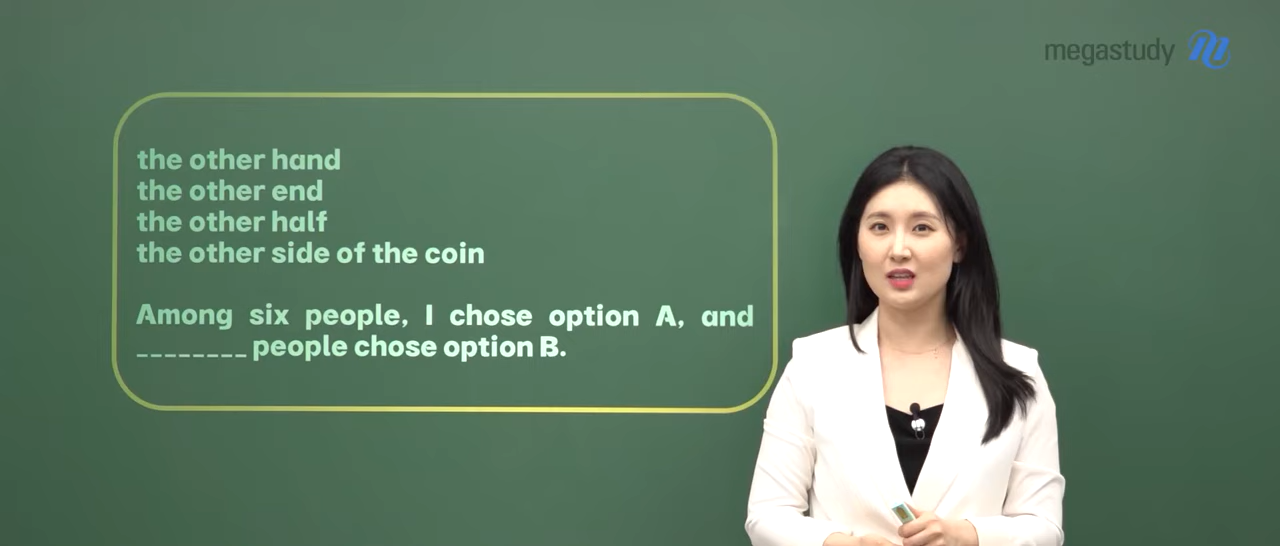 megastudy
the other hand
the other end
the other half
the other side of the coin
Among six people, I chose option A, and
________ people chose option B.